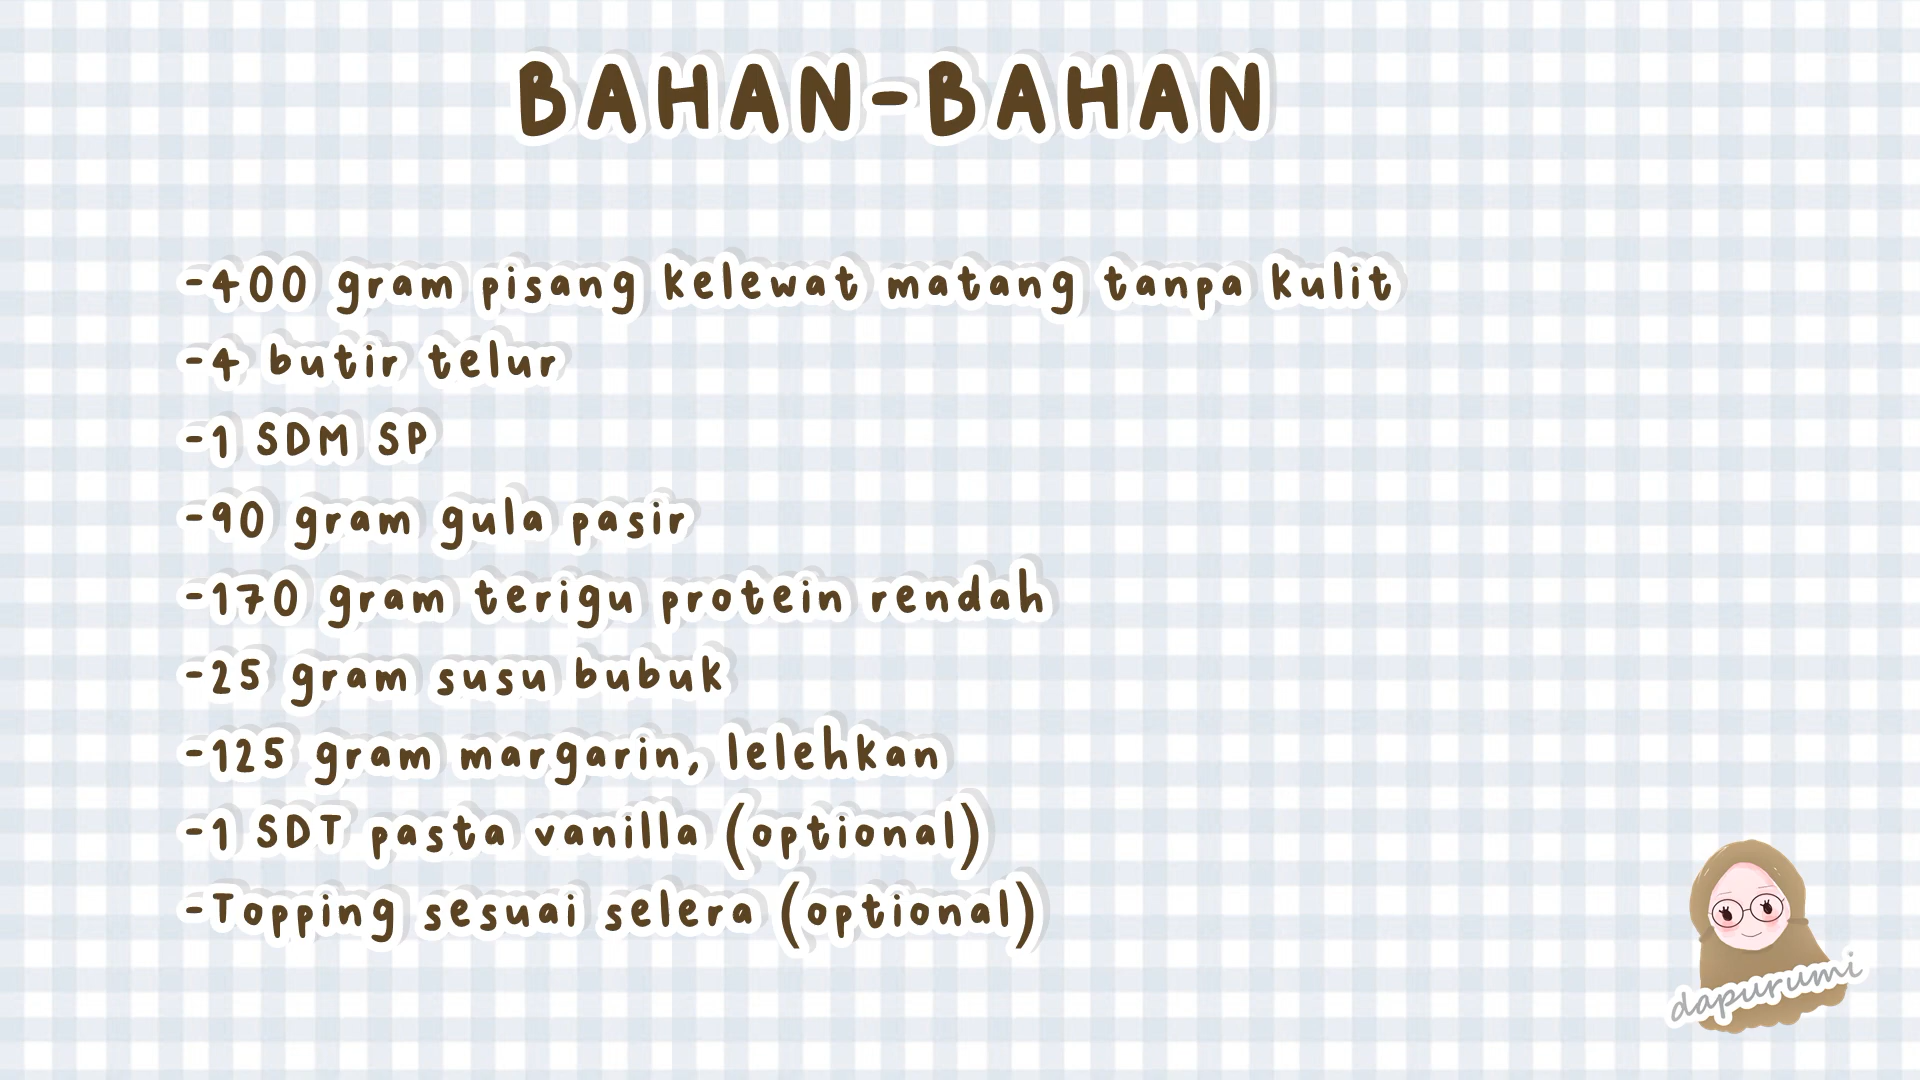 BAHAN-BAHAN
-400 gram pisang kelewat matang tanpa kulit
-4 butir telur
-1 SDM SP
-90 gram gula pasir
-170 gram terigu protein rendah
-25 gram susu bubuk
-125 gram margarin, lelehkan
-1 SDT pasta vanilla (optional)
-Topping sesuai selera (optional)
dapurumi